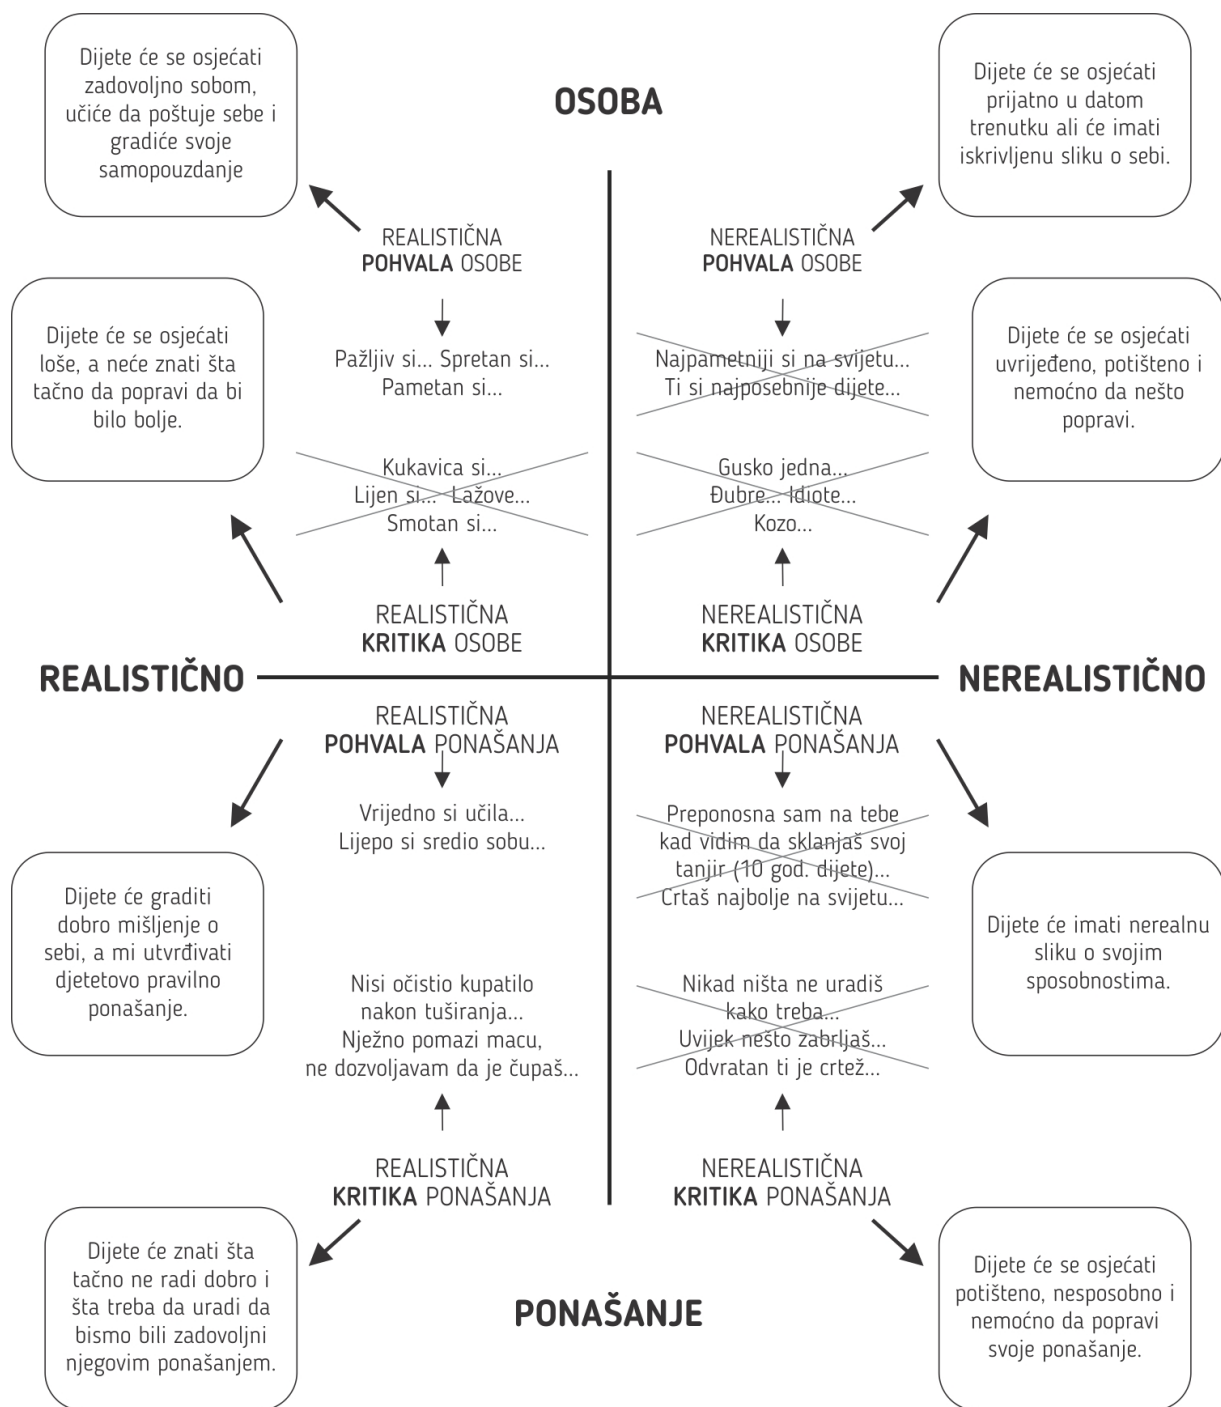 Dijete će se osjećati
zadovoljno sobom,
učiće da poštuje sebe i
gradiće svoje
samopouzdanje
OSOBA
Dijete će se osjećati
prijatno u datom
trenutku ali će imati
iskrivljenu sliku o sebi.
REALISTIČNA
POHVALA OSOBE
NEREALISTIČNA
POHVALA OSOBE
Dijete će se osjećati
loše, a neće znati šta
tačno da popravi da bi
bilo bolje.
Pažljiv si... Spretan si...
Pametan si...
Najpametniji si na svijetu...
Ti si najposebnije dijete...
Dijete će se osjećati
uvrijeđeno, potišteno i
nemoćno da nešto
popravi.
Kukavica si...
Lijen si... Lažove...
Smotan si...
Gusko jedna...
Đubre... Idiote...
Kozo...
REALISTIČNA
KRITIKA OSOBE
NEREALISTIČNA
KRITIKA OSOBE
REALISTIČNO
NEREALISTIČNO
REALISTIČNA
POHVALA PONAŠANJA
NEREALISTIČNA
POHVALA PONAŠANJA
Vrijedno si učila...
Lijepo si sredio sobu...
Preponosna sam na tebe
kad vidim da sklanjaš svoj
tanjir (10 god. dijete)...
Crtaš najbolje na svijetu...
Dijete će graditi
dobro mišljenje o
sebi, a mi utvrđivati
djetetovo pravilno
ponašanje.
Dijete će imati nerealnu
sliku o svojim
sposobnostima.
Nisi očistio kupatilo
nakon tuširanja...
Nježno pomazi macu,
ne dozvoljavam da je čupaš...
Nikad ništa ne uradiš
kako treba...
Uvijek nešto zabrljaš...
Odvratan ti je crtež...
REALISTIČNA
KRITIKA PONAŠANJA
NEREALISTIČNA
KRITIKA PONAŠANJA
Dijete će znati šta
tačno ne radi dobro i
šta treba da uradi da
bismo bili zadovoljni
njegovim ponašanjem.
PONAŠANJE
Dijete će se osjećati
potišteno, nesposobno i
nemoćno da popravi
svoje ponašanje.